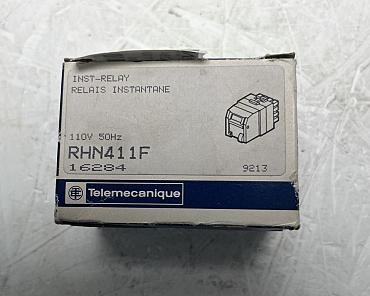 INST-RELAY
RELAIS INSTANTANE
110V 50Hz
RHN411F
16284
9213
Telemecanique